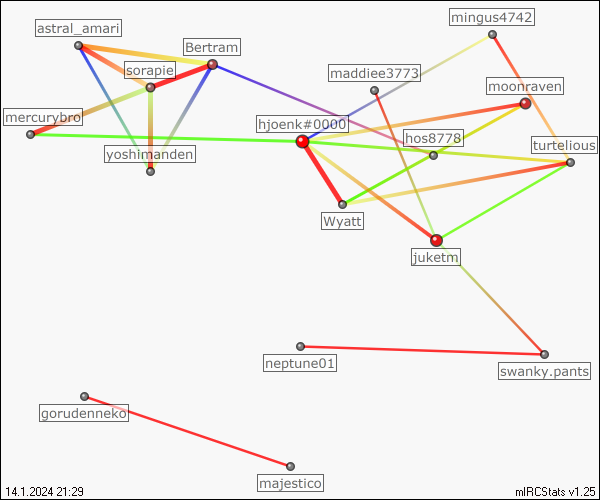 mingus4742
astral_amari
Bertram
sorapie
maddiee3773
moonraven
mercurybro
hjoenk#0000
hos8778
turtelious
yoshimanden
Wyatt
juketm
neptune01
swanky.pants
gorudenneko
majestico
14.1.2024 21:29
mIRCStats v1.25